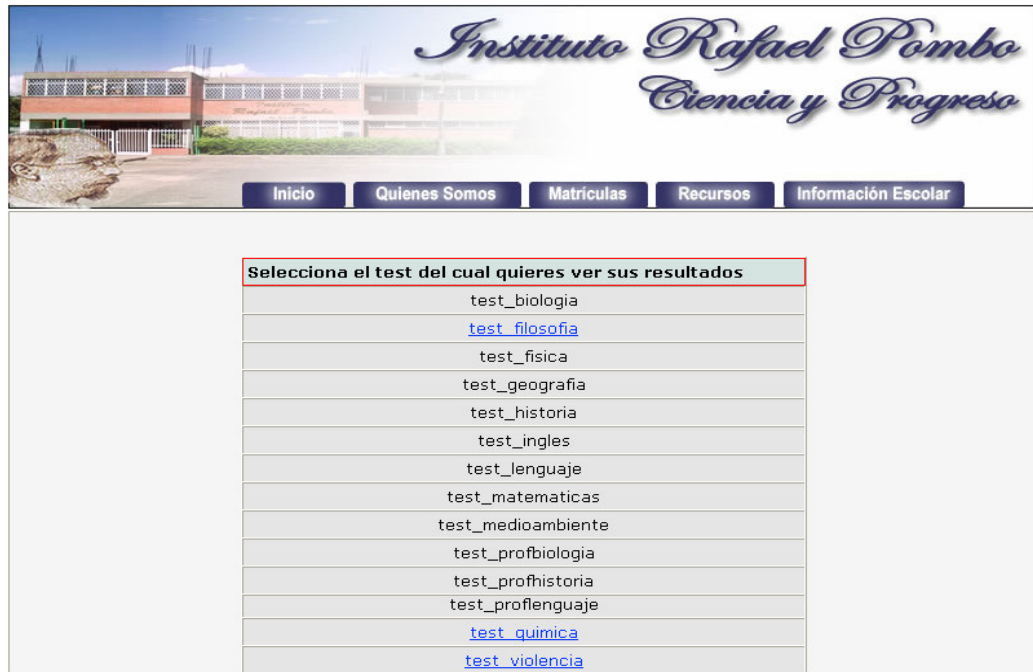 Instituto Rafael Pombo
Ciencia y Progreso
Inicio Quienes Somos Matrículas Recursos Información Escolar
Selecciona el test del cual quieres ver sus resultados
test_biologia
test_filosofia
test_fisica
test_geografia
test_historia
test_ingles
test_lenguaje
test_matematicas
test_medioambiente
test_profbiologia
test_profhistoria
test_proflenguaje
test_quimica
test_violencia